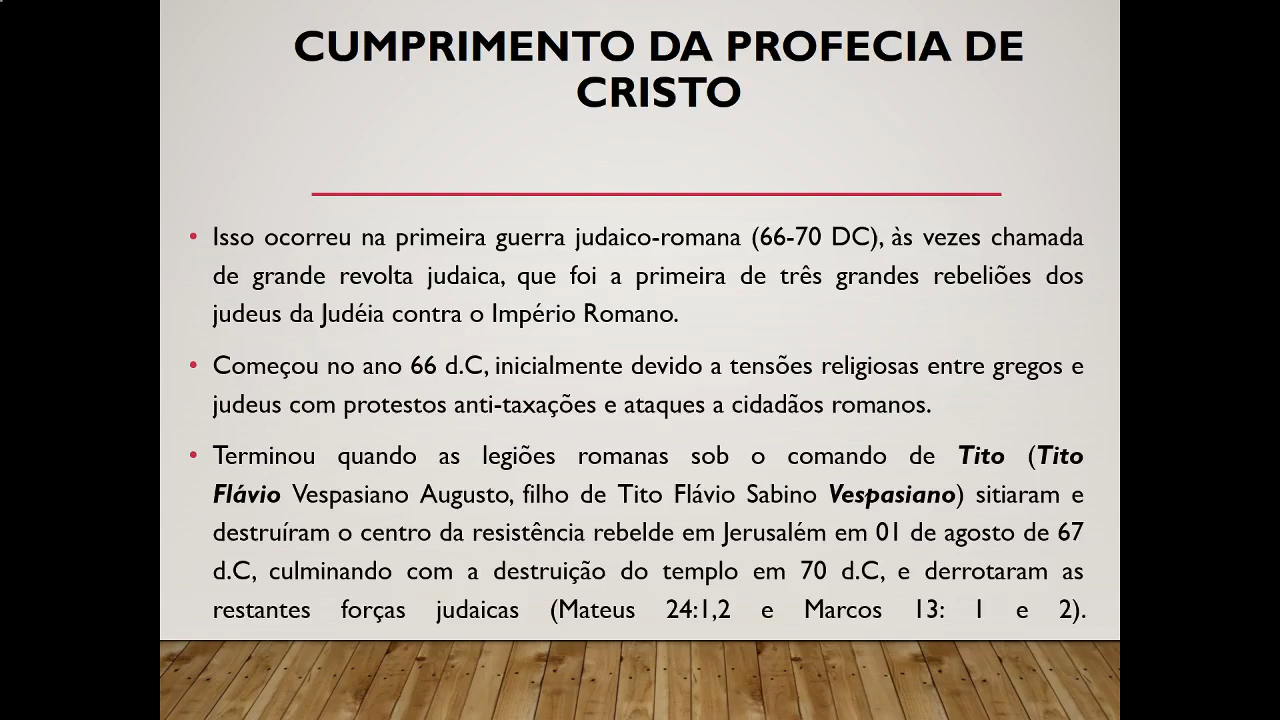 CUMPRIMENTO DA PROFECIA DE
CRISTO
• Isso ocorreu na primeira guerra judaico-romana (66-70 DC), às vezes chamada
de grande revolta judaica, que foi a primeira de três grandes rebeliões dos
judeus da Judéia contra o Império Romano.
• Começou no ano 66 d.C, inicialmente devido a tensões religiosas entre gregos e
judeus com protestos anti-taxações e ataques a cidadãos romanos.
• Terminou quando as legiões romanas sob o comando de Tito (Tito
Flávio Vespasiano Augusto, filho de Tito Flávio Sabino Vespasiano) sitiaram e
destruíram o centro da resistência rebelde em Jerusalém em 01 de agosto de 67
d.C, culminando com a destruição do templo em 70 d.C, e derrotaram as
restantes forças judaicas (Mateus 24:1,2 e Marcos 13: 1 e 2).